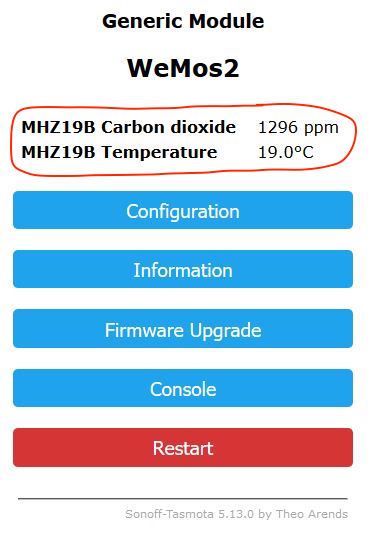 Generic Module
WeMos2
MHZ19B Carbon dioxide 1296 ppm
MHZ19B Temperature 19.0°C
Configuration
Information
Firmware Upgrade
Console
Restart
Sonoff-Tasmota 5.13.0 by Theo Arends